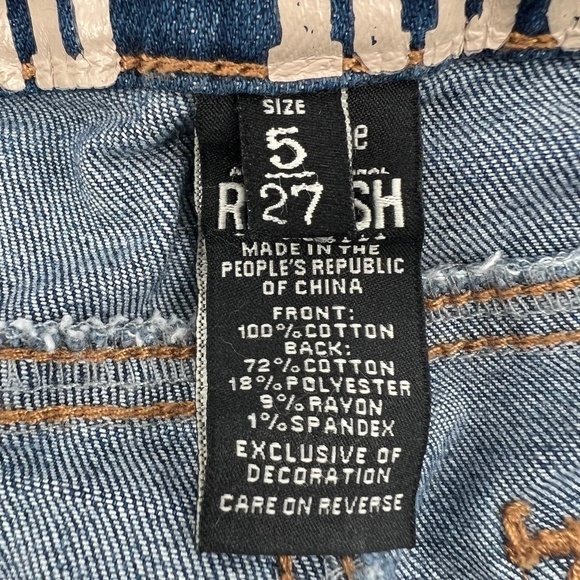 SIZE
5
27
MADE IN THE
PEOPLE'S REPUBLIC
OF CHINA
FRONT:
100% COTTON
BACK:
72% COTTON
18% POLYESTER
9% RAYON
1% SPANDEX
EXCLUSIVE OF
DECORATION
CARE ON REVERSE